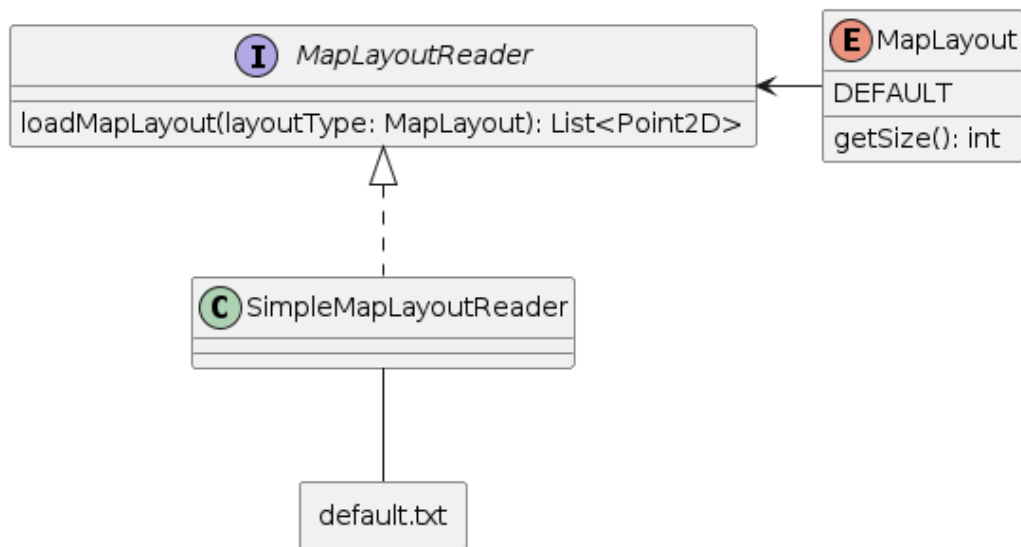 I MapLayoutReader
loadMapLayout(layoutType: MapLayout): List<Point2D>
E MapLayout
DEFAULT
getSize(): int
C SimpleMapLayoutReader
default.txt